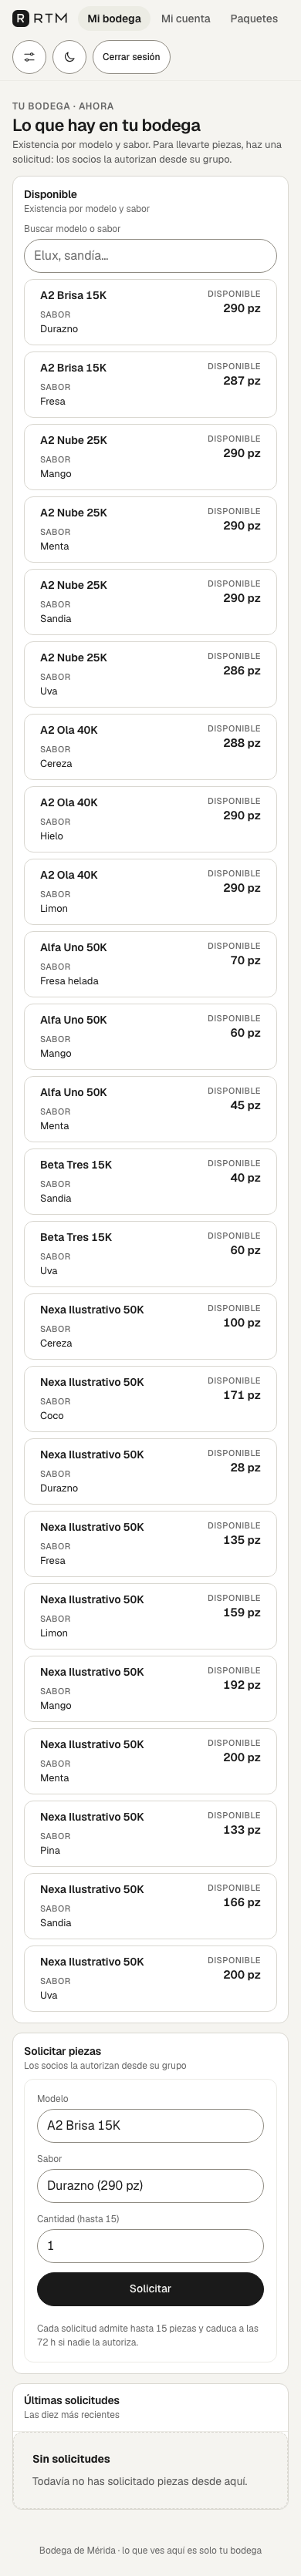 R RTM Mi bodega Mi cuenta Paquetes
Cerrar sesión
TU BODEGA · AHORA
Lo que hay en tu bodega
Existencia por modelo y sabor. Para llevarte piezas, haz una
solicitud: los socios la autorizan desde su grupo.
Disponible
Existencia por modelo y sabor
Buscar modelo o sabor
Elux, sandía...
A2 Brisa 15K DISPONIBLE
290 pz
SABOR
Durazno
A2 Brisa 15K DISPONIBLE
287 pz
SABOR
Fresa
A2 Nube 25K DISPONIBLE
290 pz
SABOR
Mango
A2 Nube 25K DISPONIBLE
290 pz
SABOR
Menta
A2 Nube 25K DISPONIBLE
290 pz
SABOR
Sandia
A2 Nube 25K DISPONIBLE
286 pz
SABOR
Uva
A2 Ola 40K DISPONIBLE
288 pz
SABOR
Cereza
A2 Ola 40K DISPONIBLE
290 pz
SABOR
Hielo
A2 Ola 40K DISPONIBLE
290 pz
SABOR
Limon
Alfa Uno 50K DISPONIBLE
70 pz
SABOR
Fresa helada
Alfa Uno 50K DISPONIBLE
60 pz
SABOR
Mango
Alfa Uno 50K DISPONIBLE
45 pz
SABOR
Menta
Beta Tres 15K DISPONIBLE
40 pz
SABOR
Sandia
Beta Tres 15K DISPONIBLE
60 pz
SABOR
Uva
Nexa Ilustrativo 50K DISPONIBLE
100 pz
SABOR
Cereza
Nexa Ilustrativo 50K DISPONIBLE
171 pz
SABOR
Coco
Nexa Ilustrativo 50K DISPONIBLE
28 pz
SABOR
Durazno
Nexa Ilustrativo 50K DISPONIBLE
135 pz
SABOR
Fresa
Nexa Ilustrativo 50K DISPONIBLE
159 pz
SABOR
Limon
Nexa Ilustrativo 50K DISPONIBLE
192 pz
SABOR
Mango
Nexa Ilustrativo 50K DISPONIBLE
200 pz
SABOR
Menta
Nexa Ilustrativo 50K DISPONIBLE
133 pz
SABOR
Pina
Nexa Ilustrativo 50K DISPONIBLE
166 pz
SABOR
Sandia
Nexa Ilustrativo 50K DISPONIBLE
200 pz
SABOR
Uva
Solicitar piezas
Los socios la autorizan desde su grupo
Modelo
A2 Brisa 15K
Sabor
Durazno (290 pz)
Cantidad (hasta 15)
1
Solicitar
Cada solicitud admite hasta 15 piezas y caduca a las
72 h si nadie la autoriza.
Últimas solicitudes
Las diez más recientes
Sin solicitudes
Todavía no has solicitado piezas desde aquí.
Bodega de Mérida · lo que ves aquí es solo tu bodega